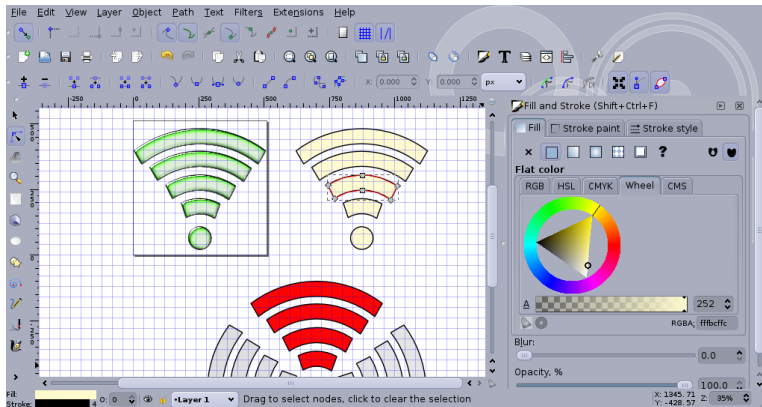 File Edit View Layer Object Path Text Filters Extensions Help
X: 0.000 Y: 0.000 px
Fill and Stroke (Shift+Ctrl+F)
Fill Stroke paint Stroke style
Flat color
RGB HSL CMYK Wheel CMS
-250 0 250 500 750 1000 1250
A 252
RGBA: fffbcffc
Blur:
0.0
Opacity, %
100.0
Fill:
Stroke: 4 O: 0 Layer 1 Drag to select nodes, click to clear the selection X: 1345.71 Y: -428.57 Z: 35%